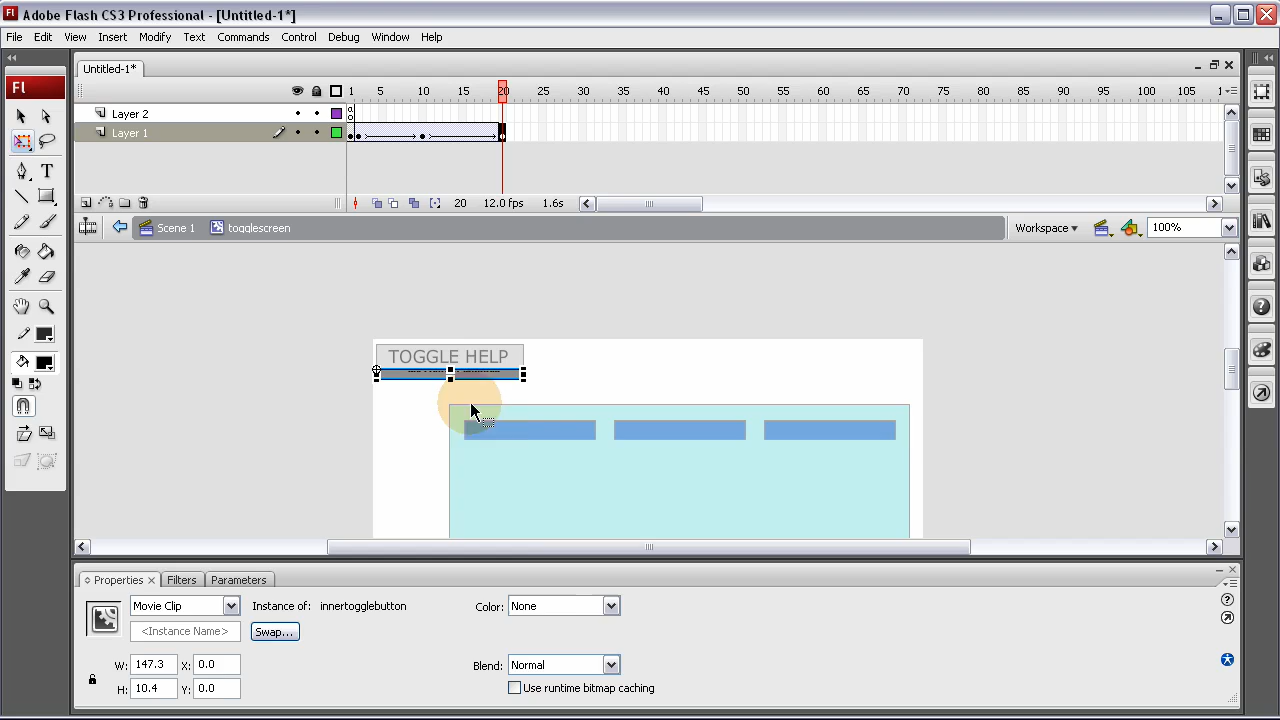 Adobe Flash CS3 Professional - [Untitled-1*]
File Edit View Insert Modify Text Commands Control Debug Window Help
Untitled-1*
Fl
1 5 10 15 2 25 30 35 40 45 50 55 60 65 70 75 80 85 90 95 100 105 1
Layer 2
Layer 1
20 12.0 fps
Scene 1 togglescreen Workspace 100%
TOGGLE HELP
Properties Filters Parameters
Movie Clip Instance of: innertogglebutton Color: None
<Instance Name> Swap...
W: 147.3 X: 0.0 Blend: Normal
H: 10.4 Y: 0.0 Use runtime bitmap caching